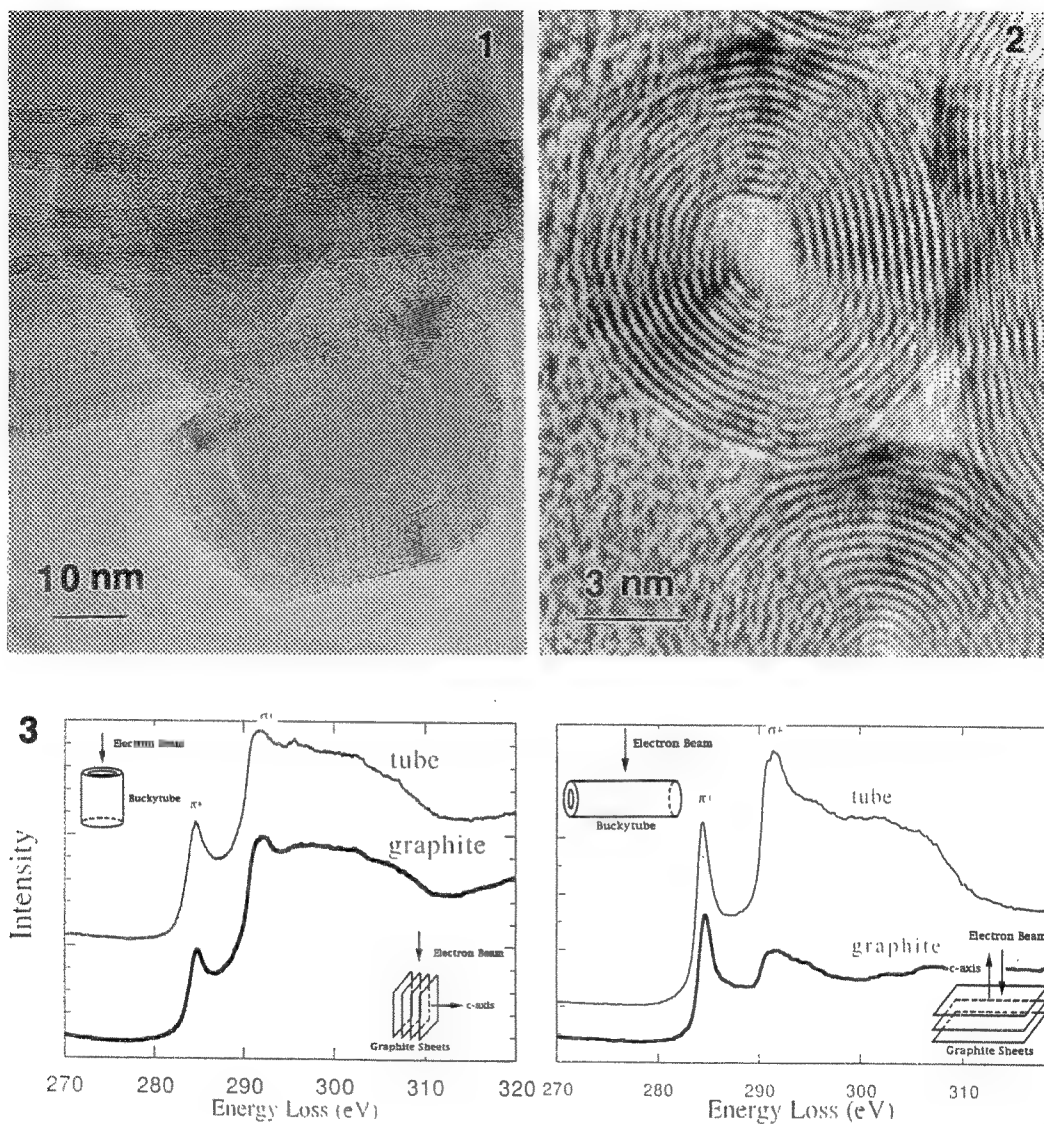 1
10 nm
2
3 nm
3
Intensity
Electron Beam
Buckytube
π*
tube
graphite
Electron Beam
c-axis
Graphite Sheets
270 280 290 300 310 320
Energy Loss (eV)
Electron Beam
Buckytube
tube
graphite
Electron Beam
c-axis
Graphite Sheets
270 280 290 300 310
Energy Loss (eV)